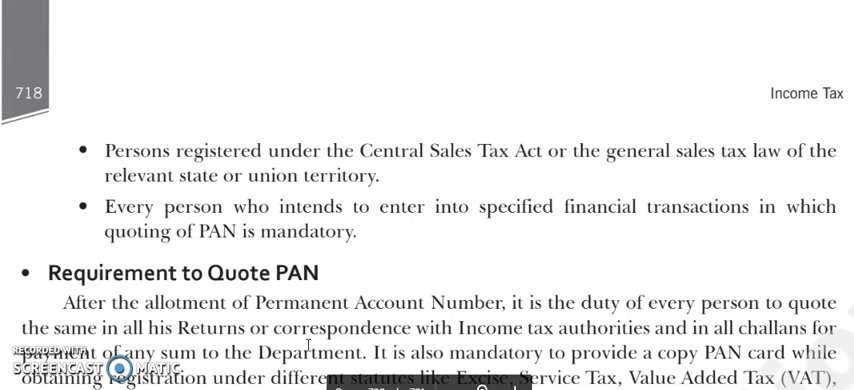 718
Income Tax
• Persons registered under the Central Sales Tax Act or the general sales tax law of the
relevant state or union territory.
• Every person who intends to enter into specified financial transactions in which
quoting of PAN is mandatory.
• Requirement to Quote PAN
After the allotment of Permanent Account Number, it is the duty of every person to quote
the same in all his Returns or correspondence with Income tax authorities and in all challans for
payment of any sum to the Department. It is also mandatory to provide a copy PAN card while
obtaining registration under different statutes like Excise, Service Tax, Value Added Tax (VAT),
RECORDED WITH
SCREENCAST MATIC